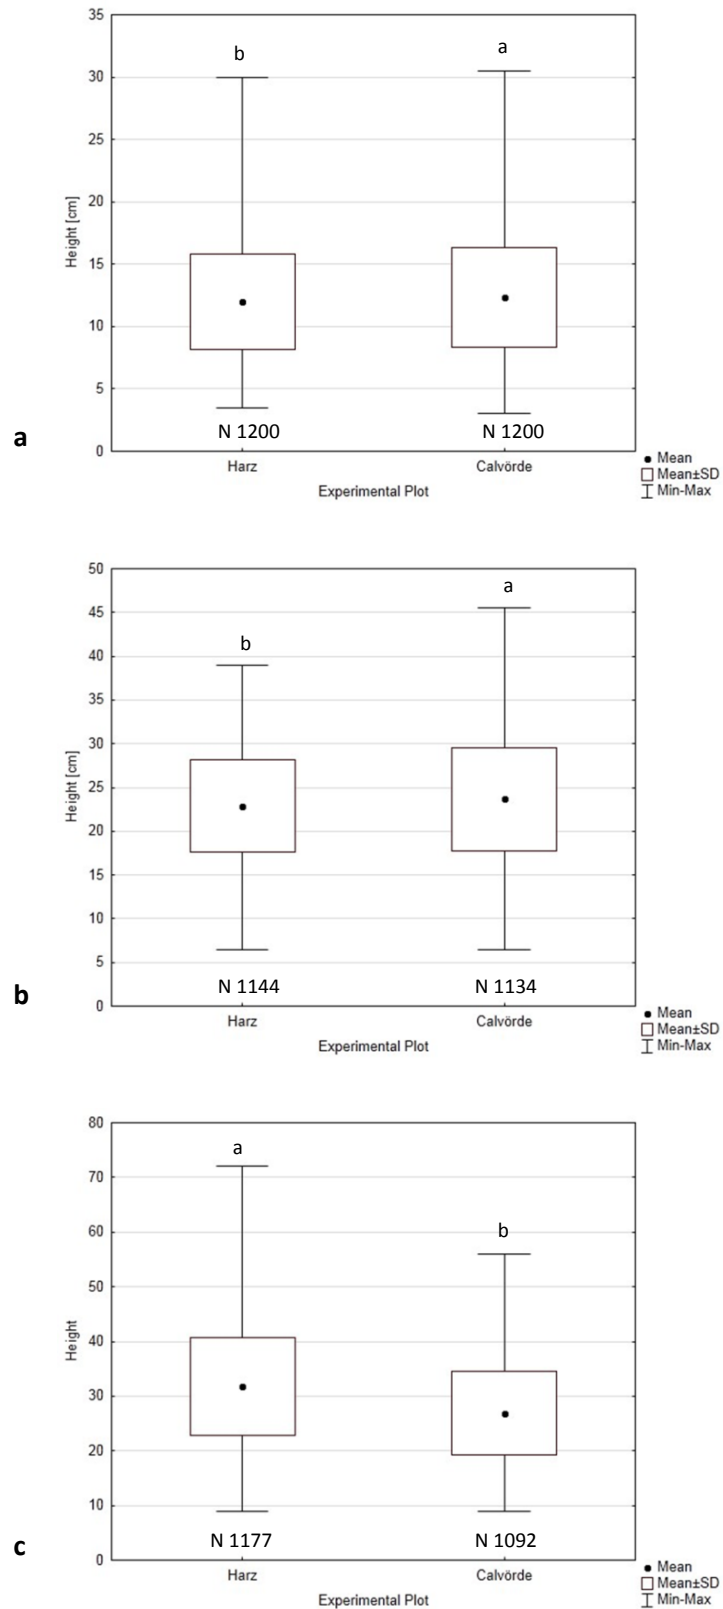 35
30
25
20
15
10
5
0
Height [cm]
b
a
N 1200
N 1200
Harz
Calvörde
Experimental Plot
Mean
Mean±SD
Min-Max
a
50
45
40
35
30
25
20
15
10
5
0
Height [cm]
b
a
N 1144
N 1134
Harz
Calvörde
Experimental Plot
Mean
Mean±SD
Min-Max
b
80
70
60
50
40
30
20
10
0
Height
a
b
N 1177
N 1092
Harz
Calvörde
Experimental Plot
Mean
Mean±SD
Min-Max
c